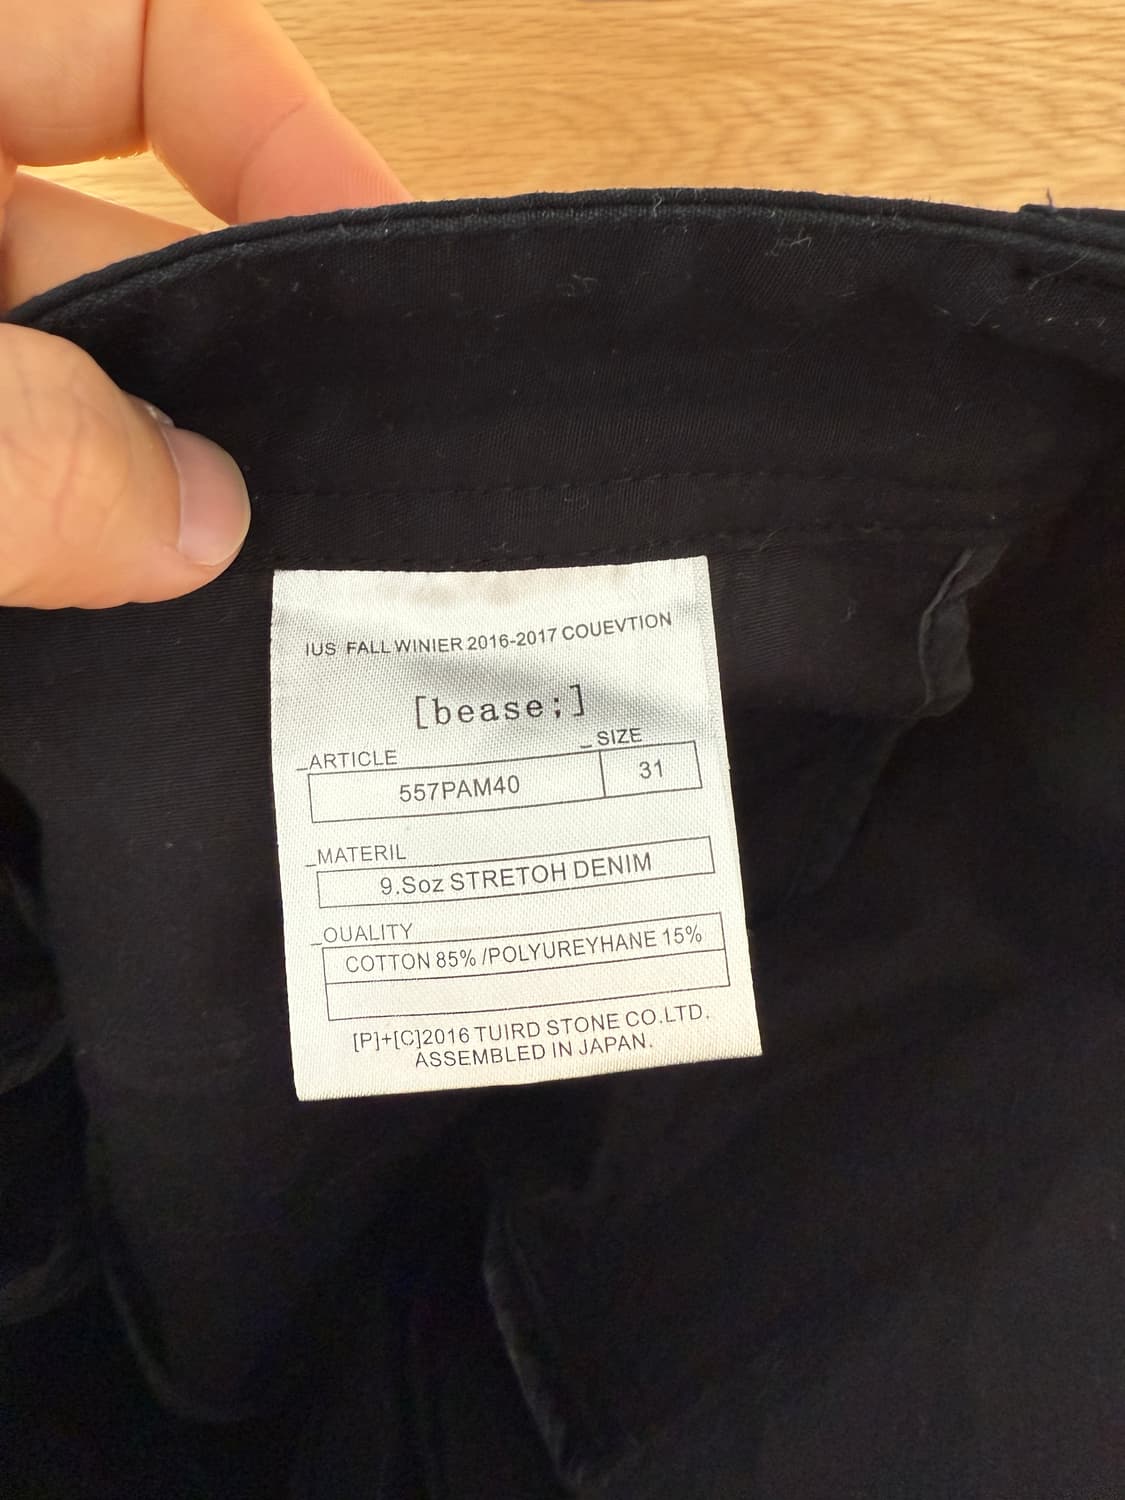 IUS FALL WINIER 2016-2017 COUEVTION
[bease;]
_ARTICLE
_SIZE
557PAM40
31
_MATERIL
9.Soz STRETOH DENIM
_OUALITY
COTTON 85% /POLYUREYHANE 15%
[P]+[C]2016 TUIRD STONE CO.LTD.
ASSEMBLED IN JAPAN.